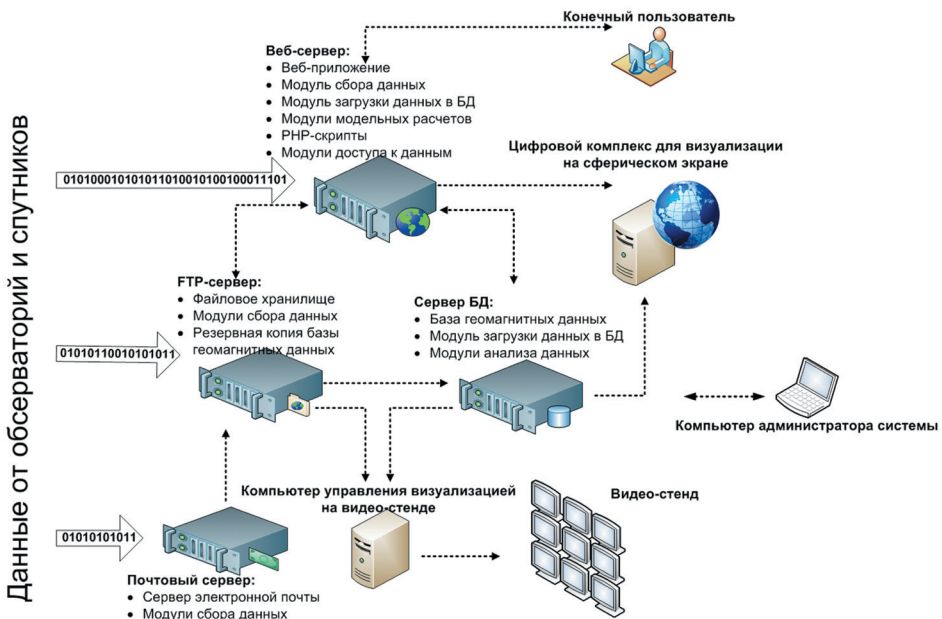 Данные от обсерваторий и спутников
Конечный пользователь
Веб-сервер:
• Веб-приложение
• Модуль сбора данных
• Модуль загрузки данных в БД
• Модули модельных расчетов
• PHP-скрипты
• Модули доступа к данным
0101000101010110100101001000111​01
Цифровой комплекс для визуализации
на сферическом экране
FTP-сервер:
• Файловое хранилище
• Модули сбора данных
• Резервная копия базы
геомагнитных данных
01010110010101011
Сервер БД:
• База геомагнитных данных
• Модуль загрузки данных в БД
• Модули анализа данных
Компьютер администратора системы
Компьютер управления визуализацией
на видео-стенде
Видео-стенд
01010101011
Почтовый сервер:
• Сервер электронной почты
• Модули сбора данных